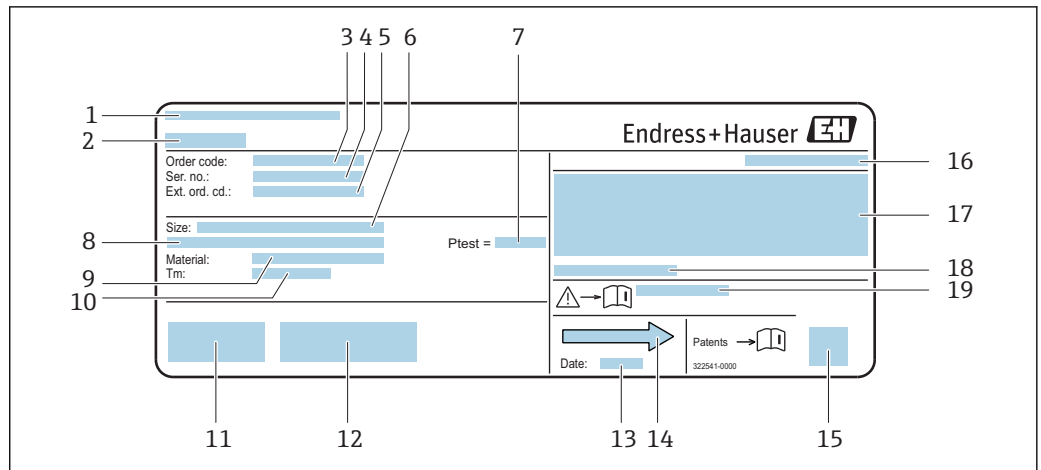 3 4 5 6 7
1
2
Endress+Hauser EH
Order code:
16
Ser. no.:
Ext. ord. cd.:
17
Size:
8
Ptest =
Material:
9
Tm:
18
10
19
Patents
Date:
322541-0000
11 12 13 14 15